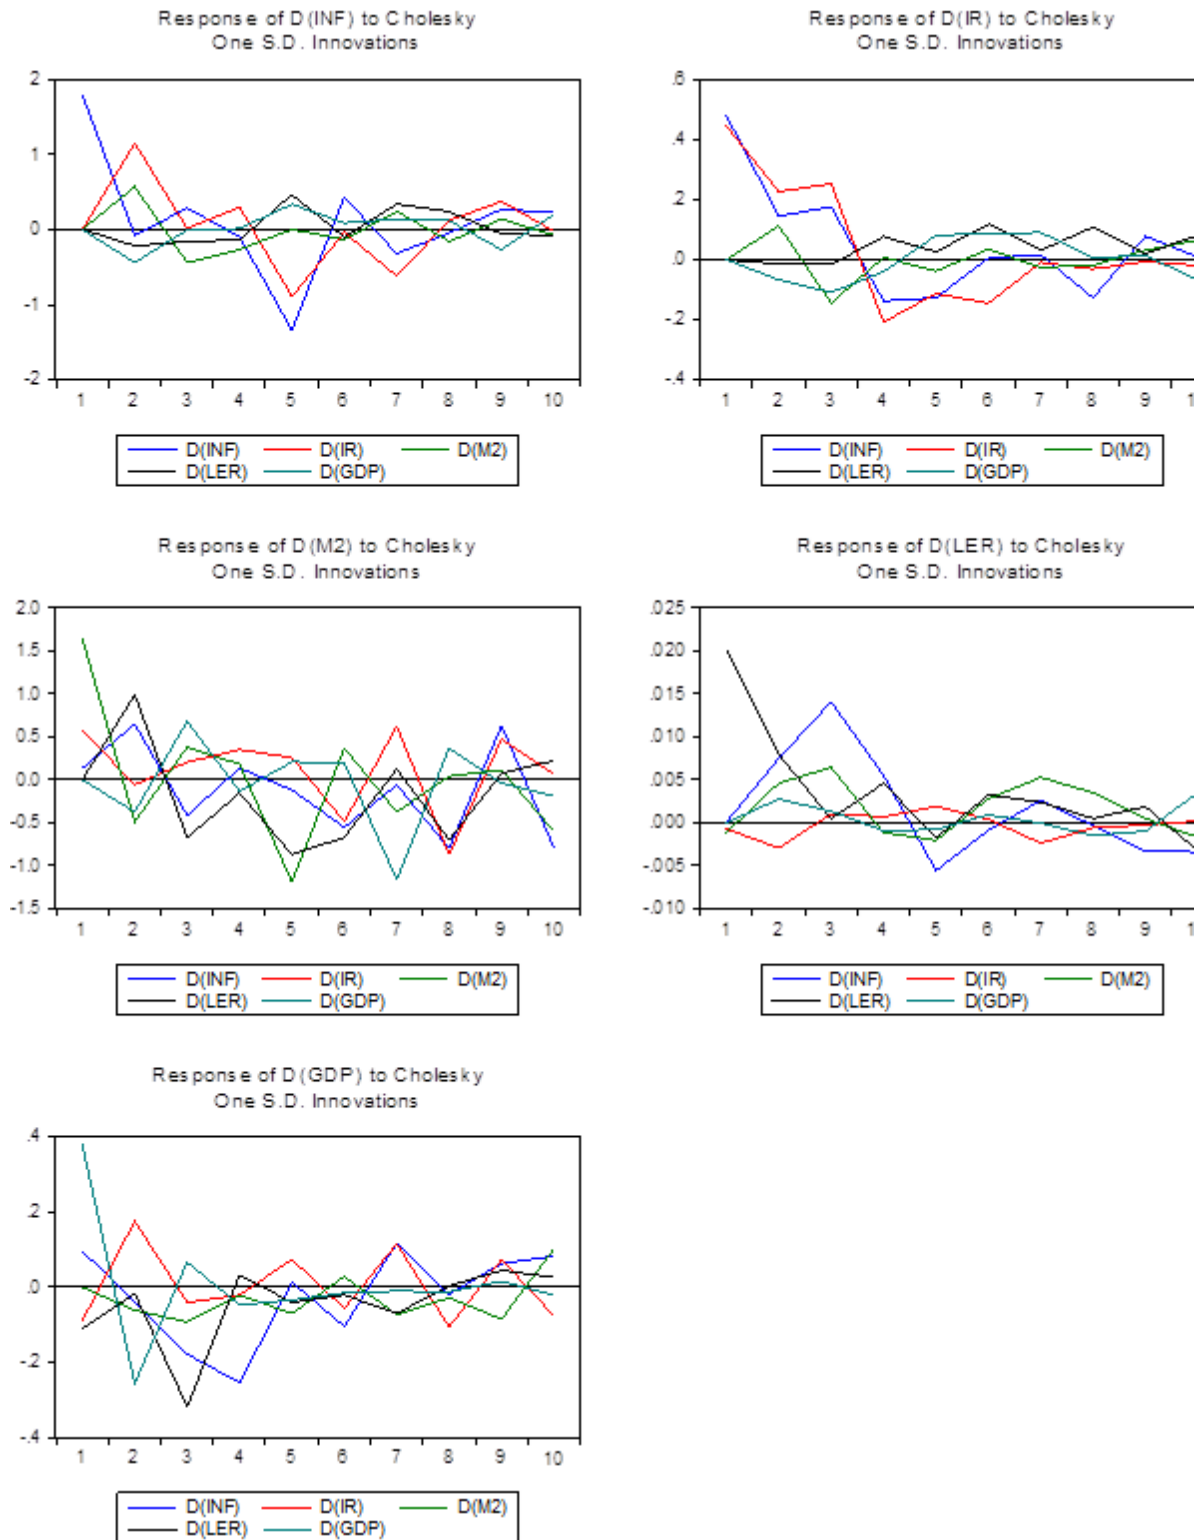 Response of D(INF) to Cholesky
One S.D. Innovations
2
1
0
-1
-2
1 2 3 4 5 6 7 8 9 10
D(INF) D(IR) D(M2)
D(LER) D(GDP)
Response of D(IR) to Cholesky
One S.D. Innovations
.6
.4
.2
.0
-.2
-.4
1 2 3 4 5 6 7 8 9 1
D(INF) D(IR) D(M2)
D(LER) D(GDP)
Response of D(M2) to Cholesky
One S.D. Innovations
2.0
1.5
1.0
0.5
0.0
-0.5
-1.0
-1.5
1 2 3 4 5 6 7 8 9 10
D(INF) D(IR) D(M2)
D(LER) D(GDP)
Response of D(LER) to Cholesky
One S.D. Innovations
.025
.020
.015
.010
.005
.000
-.005
-.010
1 2 3 4 5 6 7 8 9 1
D(INF) D(IR) D(M2)
D(LER) D(GDP)
Response of D(GDP) to Cholesky
One S.D. Innovations
.4
.2
.0
-.2
-.4
1 2 3 4 5 6 7 8 9 10
D(INF) D(IR) D(M2)
D(LER) D(GDP)